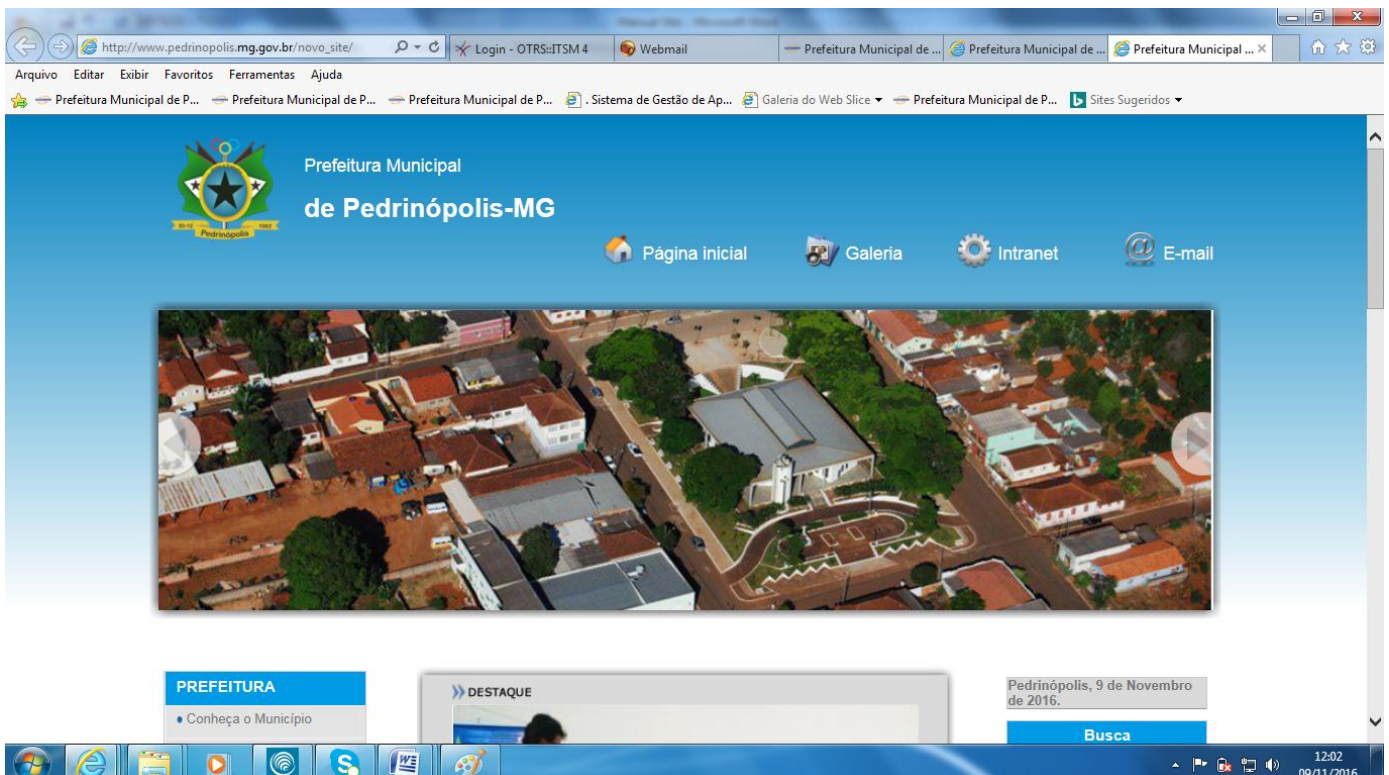 http://www.pedrinopolis.mg.gov.br/novo_site/
Login - OTRS::ITSM 4
Webmail
Prefeitura Municipal de ...
Prefeitura Municipal de ...
Prefeitura Municipal ...
Arquivo Editar Exibir Favoritos Ferramentas Ajuda
Prefeitura Municipal de P... Prefeitura Municipal de P... Prefeitura Municipal de P... . Sistema de Gestão de Ap... Galeria do Web Slice Prefeitura Municipal de P... Sites Sugeridos
Prefeitura Municipal
de Pedrinópolis-MG
Pedrinópolis
Página inicial Galeria Intranet E-mail
PREFEITURA
Conheça o Município
DESTAQUE
Pedrinópolis, 9 de Novembro
de 2016.
Busca
12:02
09/11/2016